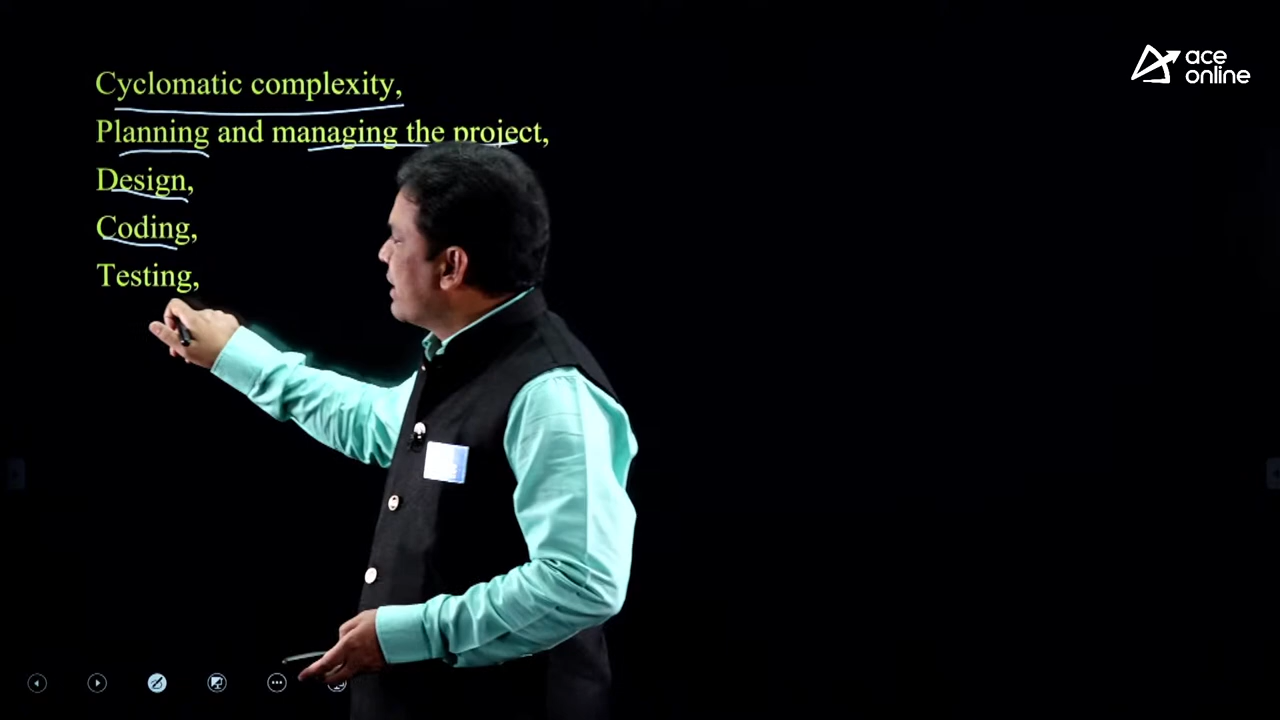 Cyclomatic complexity,
Planning and managing the project,
Design,
Coding,
Testing,
ace
online